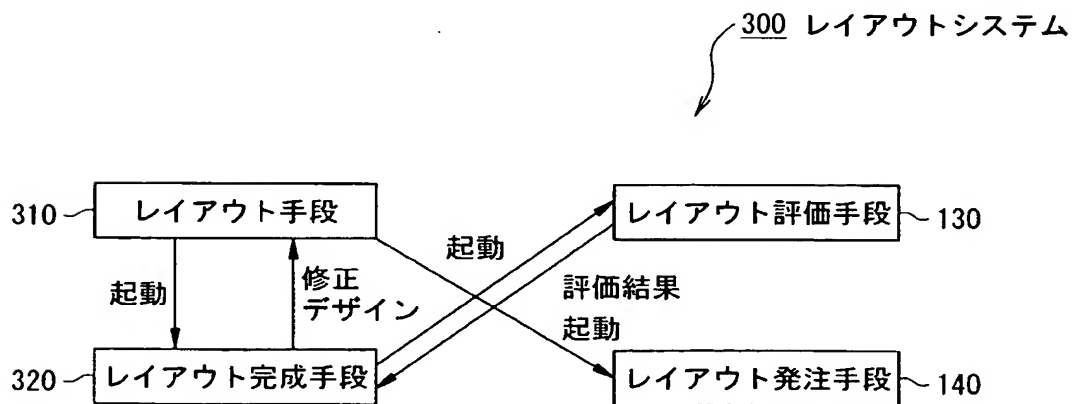 300 レイアウトシステム
310 レイアウト手段
レイアウト評価手段 130
起動
修正
デザイン
起動
評価結果
起動
320 レイアウト完成手段
レイアウト発注手段 140